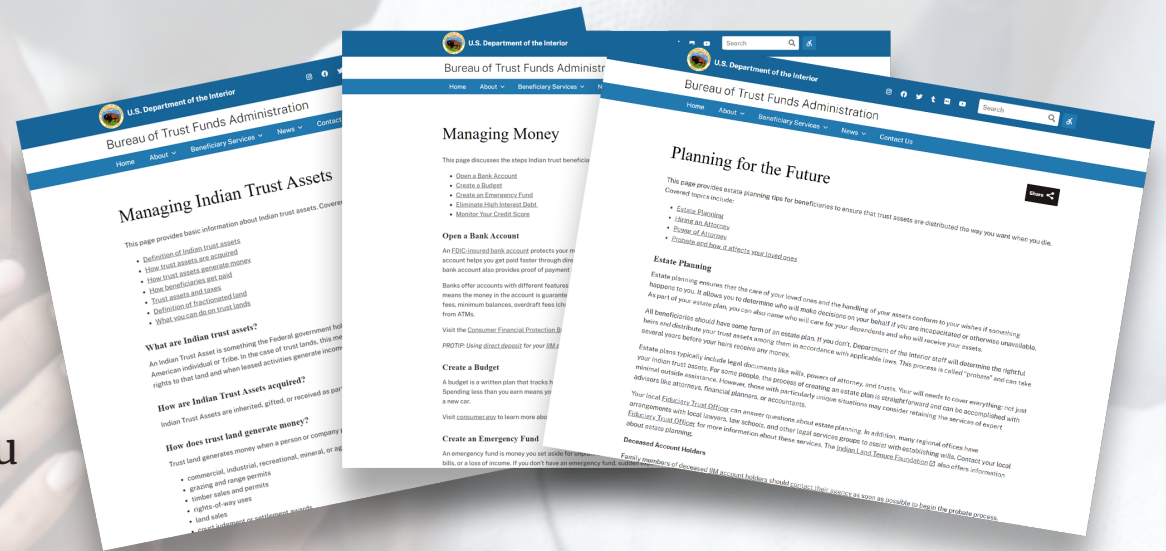 U.S. Department of the Interior
Bureau of Trust Funds Administration
Home About Beneficiary Services News Contact
Managing Indian Trust Assets
This page provides basic information about Indian trust assets. Covered
Definition of Indian trust assets
How trust assets are acquired
How trust assets generate money
How beneficiaries get paid
Trust assets and taxes
Definition of fractionated land
What you can do on trust lands
What are Indian trust assets?
An Indian Trust Asset is something the Federal government hol
American individual or Tribe. In the case of trust lands, this me
rights to that land and when leased activities generate incom
How are Indian Trust Assets acquired?
Indian Trust Assets are inherited, gifted, or received as par
How does trust land generate money?
Trust land generates money when a person or company
commercial, industrial, recreational, mineral, or ag
grazing and range permits
timber sales and permits
rights-of-way uses
land sales
court judgment or settlement awards
U.S. Department of the Interior
Search
Bureau of Trust Funds Administr
Home About Beneficiary Services N
Managing Money
This page discusses the steps Indian trust beneficia
Open a Bank Account
Create a Budget
Create an Emergency Fund
Eliminate High Interest Debt
Monitor Your Credit Score
Open a Bank Account
An FDIC-insured bank account protects your m
account helps you get paid faster through dire
bank account also provides proof of payment
Banks offer accounts with different features
means the money in the account is guarante
fees, minimum balances, overdraft fees (ch
from ATMs.
Visit the Consumer Financial Protection B
PROTIP: Using direct deposit for your IIM
Create a Budget
A budget is a written plan that tracks h
Spending less than you earn means yo
a new car.
Visit consumer.gov to learn more abo
Create an Emergency Fund
An emergency fund is money you set aside for
bills, or a loss of income. If you don't have an emergency fund, sudden
U.S. Department of the Interior
Search
Bureau of Trust Funds Administration
Home About Beneficiary Services News Contact Us
Planning for the Future
Share
This page provides estate planning tips for beneficiaries to ensure that trust assets are distributed the way you want when you die.
Covered topics include:
Estate Planning
Hiring an Attorney
Power of Attorney
Probate and how it affects your loved ones
Estate Planning
Estate planning ensures that the care of your loved ones and the handling of your assets conform to your wishes if something
happens to you. It allows you to determine who will make decisions on your behalf if you are incapacitated or otherwise unavailable.
As part of your estate plan, you can also name who will care for your dependents and who will receive your assets.
All beneficiaries should have some form of an estate plan. If you don't, Department of the Interior staff will determine the rightful
heirs and distribute your trust assets among them in accordance with applicable laws. This process is called "probate" and can take
several years before your heirs receive any money.
Estate plans typically include legal documents like wills, powers of attorney, and trusts. Your will needs to cover everything: not just
your Indian trust assets. For some people, the process of creating an estate plan is straightforward and can be accomplished with
minimal outside assistance. However, those with particularly unique situations may consider retaining the services of expert
advisors like attorneys, financial planners, or accountants.
Your local Fiduciary Trust Officer can answer questions about estate planning. In addition, many regional offices have
arrangements with local lawyers, law schools, and other legal services groups to assist with establishing wills. Contact your local
Fiduciary Trust Officer for more information about these services. The Indian Land Tenure Foundation also offers information
about estate planning.
Deceased Account Holders
Family members of deceased IIM account holders should contact their agency as soon as possible to begin the probate process.
u